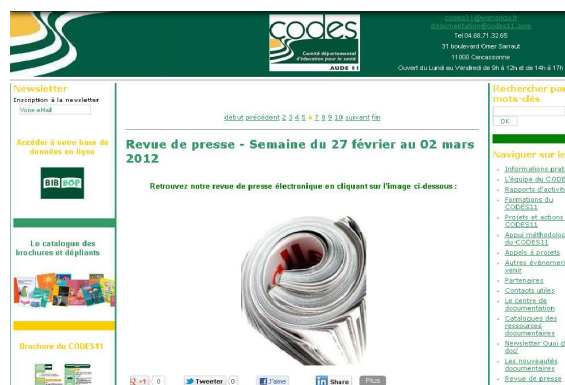 codes
Comité départemental
d'éducation pour la santé
AUDE 11
codes11@wanadoo.fr
documentation@codes11.com
Tel 04.68.71.32.65
31 boulevard Omer Sarraut
11000 Carcassonne
Ouvert du Lundi au Vendredi de 9h à 12h et de 14h à 17h
Newsletter
Inscription à la newsletter
Votre eMail
Accéder à notre base de
données en ligne
BIB BOP
Le catalogue des
brochures et dépliants
Brochure du CODES11
début précédent 2 3 4 5 6 7 8 9 10 suivant fin
Revue de presse - Semaine du 27 février au 02 mars
2012
Retrouvez notre revue de presse électronique en cliquant sur l'image ci-dessous :
+1 0
Tweeter 0
J'aime
in Share
Plus
Rechercher par
mots-clés
OK
Naviguer sur le
Informations prat
L'équipe du CODE
Rapports d'activité
Formations du
CODES11
Projets et actions
CODES11
Appui méthodolog
du CODES11
Appels à projets
Autres évènemen
venir
Partenaires
Contacts utiles
Le centre de
documentation
Catalogues des
ressources
documentaires
Newsletter Quoi d
doc'
Les nouveautés
documentaires
Revue de presse